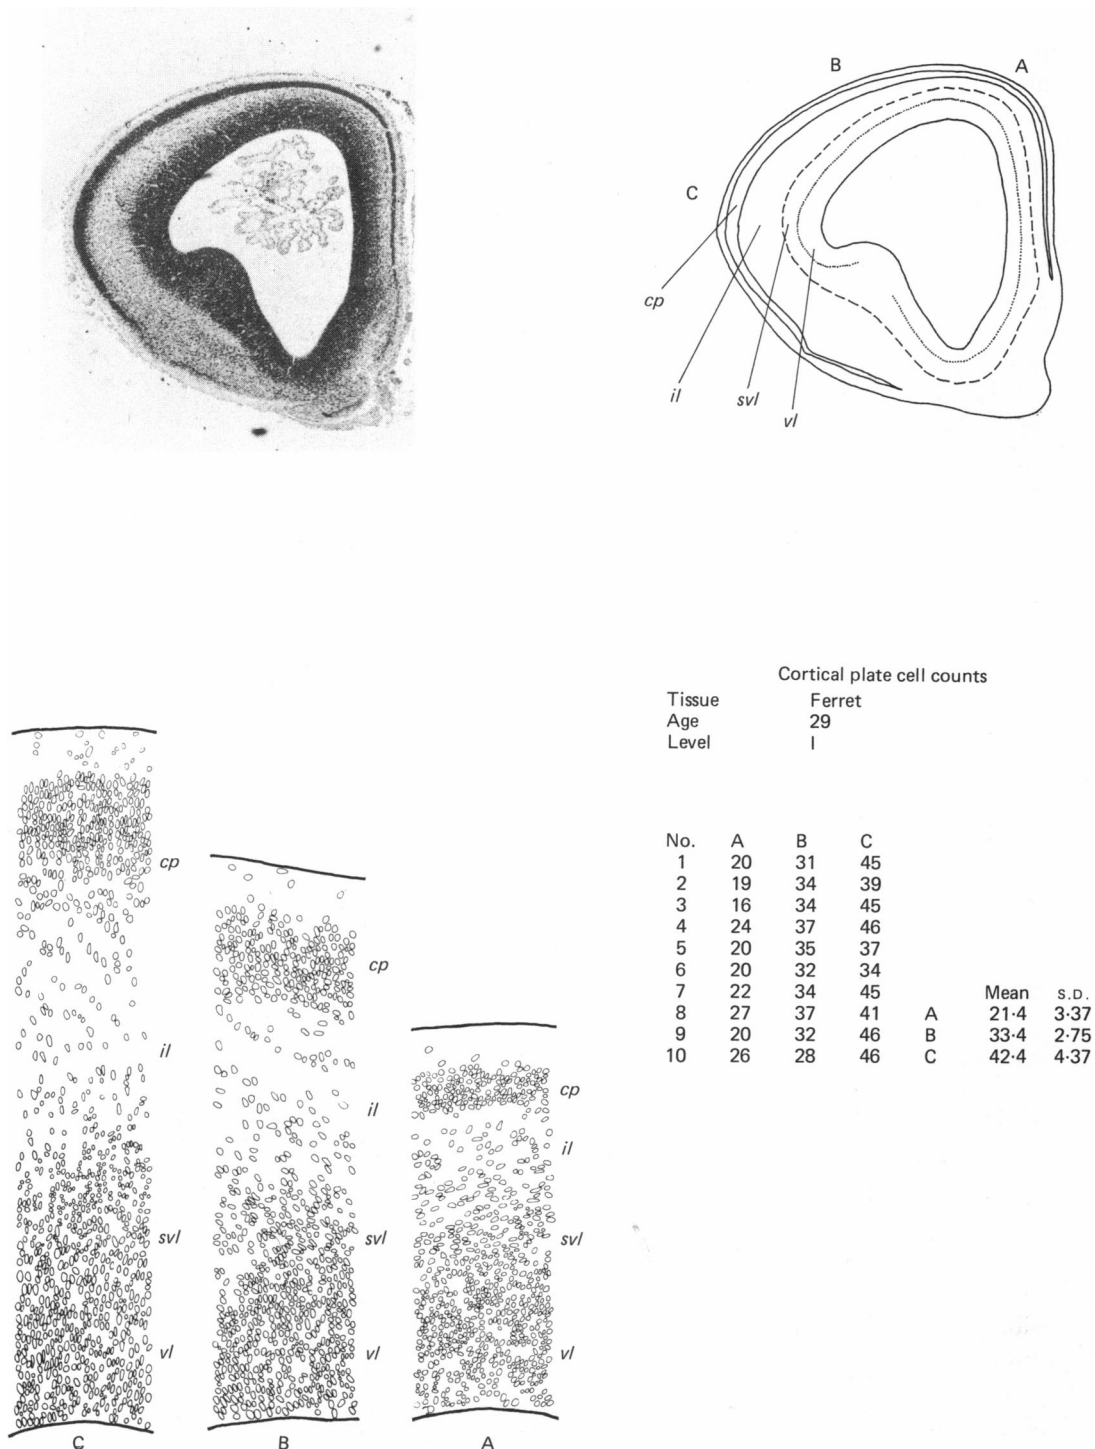 B
A
C
cp
il
svl
vl
Cortical plate cell counts
Tissue Ferret
Age 29
Level I
No. A B C
1 20 31 45
2 19 34 39
3 16 34 45
4 24 37 46
5 20 35 37
6 20 32 34
7 22 34 45 Mean S.D.
8 27 37 41 A 21·4 3·37
9 20 32 46 B 33·4 2·75
10 26 28 46 C 42·4 4·37
cp
il
svl
vl
C
cp
il
svl
vl
B
cp
il
svl
vl
A